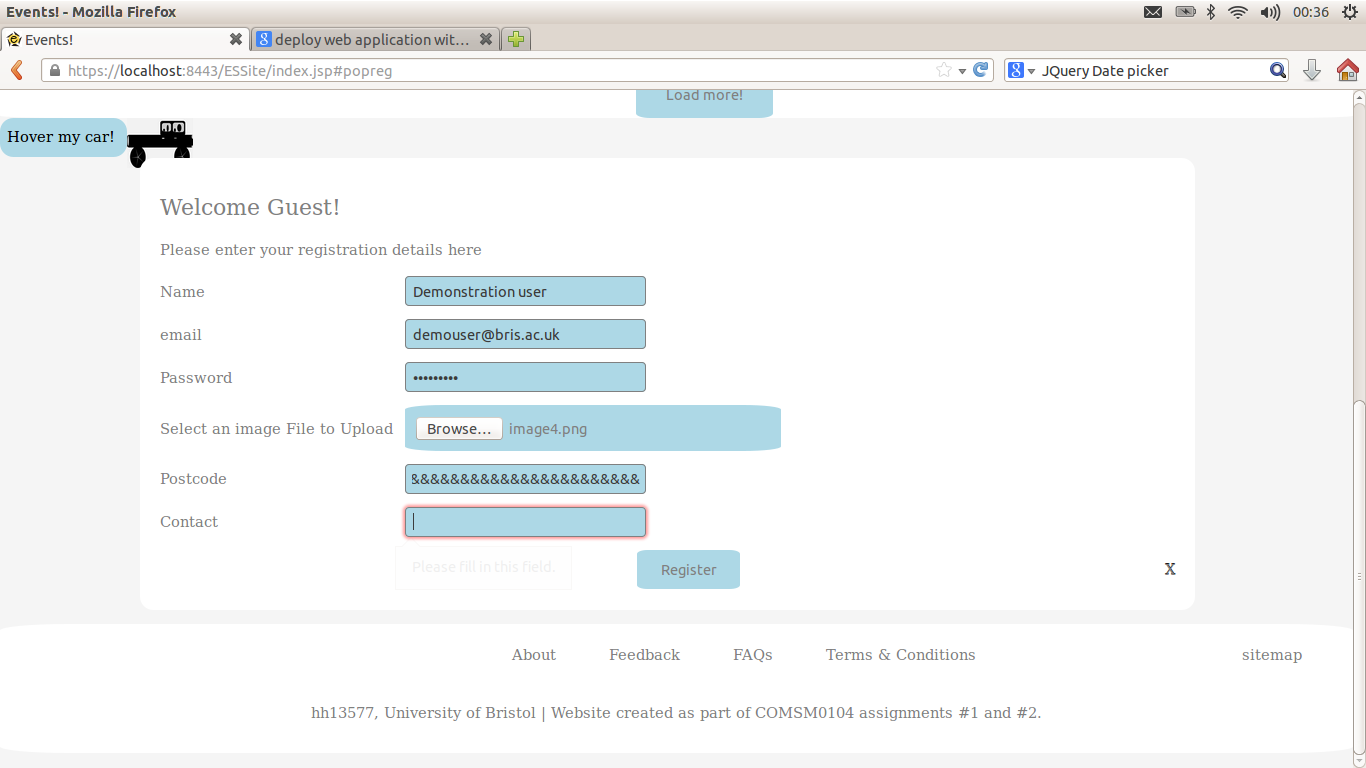 Events! - Mozilla Firefox 00:36
Events! deploy web application wit...
https://localhost:8443/ESSite/index.jsp#popreg JQuery Date picker
Load more!
Hover my car!
Welcome Guest!
Please enter your registration details here
Name Demonstration user
email demouser@bris.ac.uk
Password •••••••••
Select an image File to Upload Browse... image4.png
Postcode &&&&&&&&&&&&&&&&&&&&&&&
Contact
Please fill in this field. Register X
About Feedback FAQs Terms & Conditions sitemap
hh13577, University of Bristol | Website created as part of COMSM0104 assignments #1 and #2.